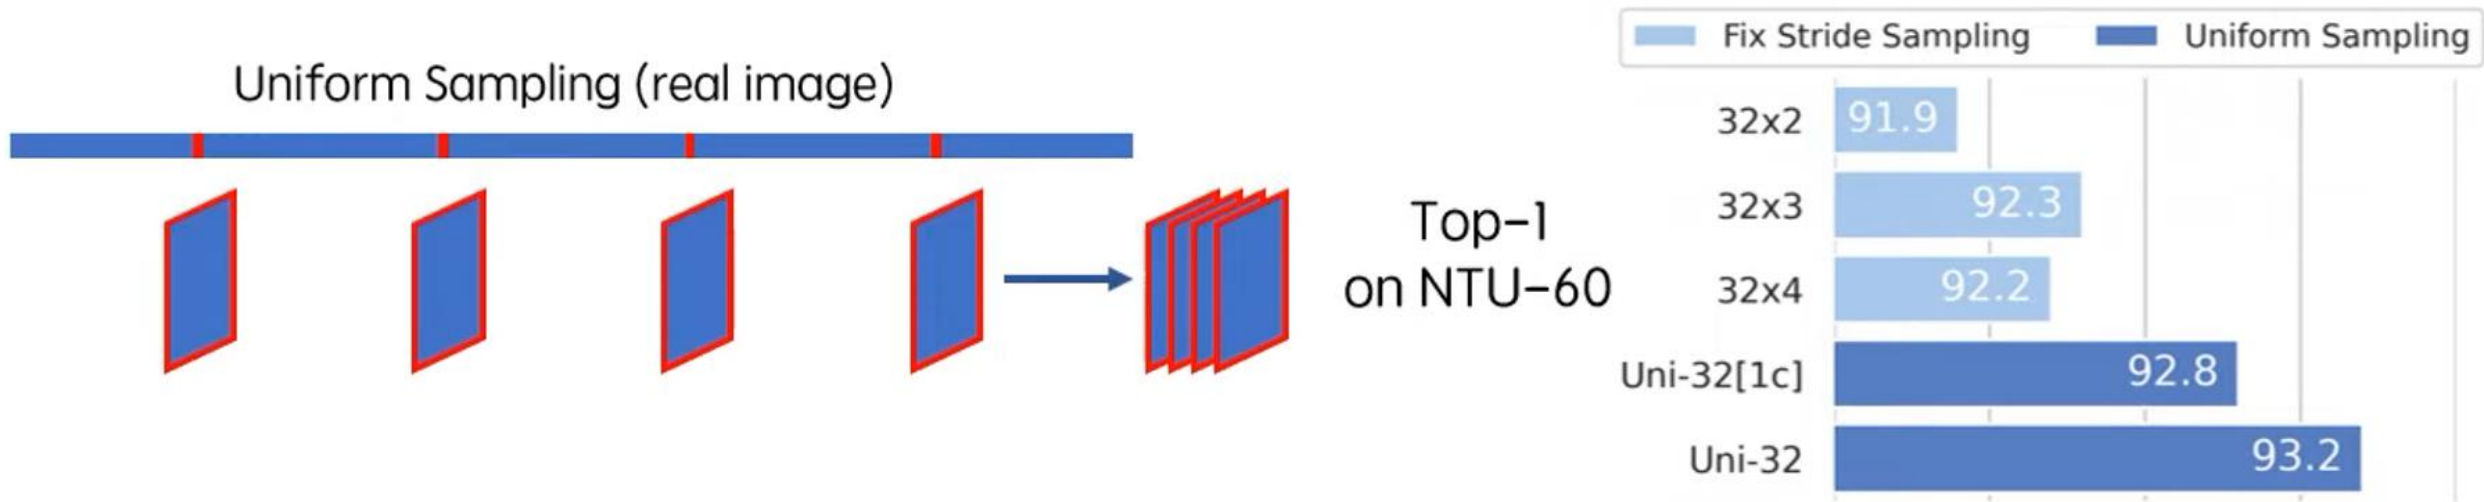 Uniform Sampling (real image)
Top-1
on NTU-60
Fix Stride Sampling
Uniform Sampling
32x2
91.9
32x3
92.3
32x4
92.2
Uni-32[1c]
92.8
Uni-32
93.2